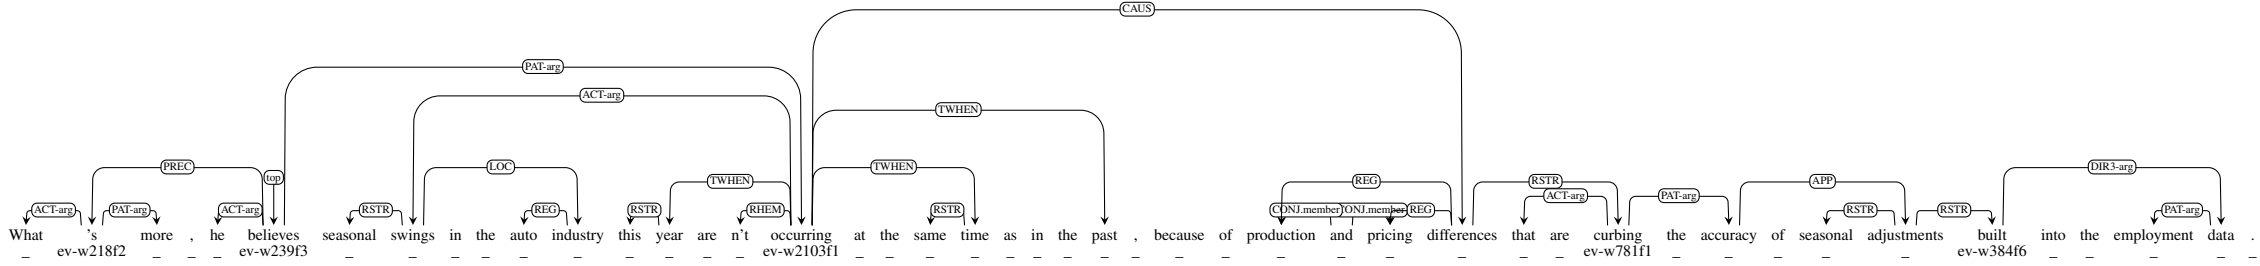 CAUS
PAT-arg
ACT-arg
TWHEN
PREC LOC TWHEN DIR3-arg
top
TWHEN REG RSTR APP
ACT-arg PAT-arg
ACT-arg PAT-arg ACT-arg RSTR REG RSTR RHEM RSTR CONJ.member CONJ.member REG RSTR RSTR PAT-arg
What 's more , he believes seasonal swings in the auto industry this year are n't occurring at the same time as in the past , because of production and pricing differences that are curbing the accuracy of seasonal adjustments built into the employment data .
_ ev-w218f2 _ _ _ ev-w239f3 _ _ _ _ _ _ _ _ _ _ ev-w2103f1 _ _ _ _ _ _ _ _ _ _ _ _ _ _ _ _ _ ev-w781f1 _ _ _ _ _ ev-w384f6 _ _ _ _ _